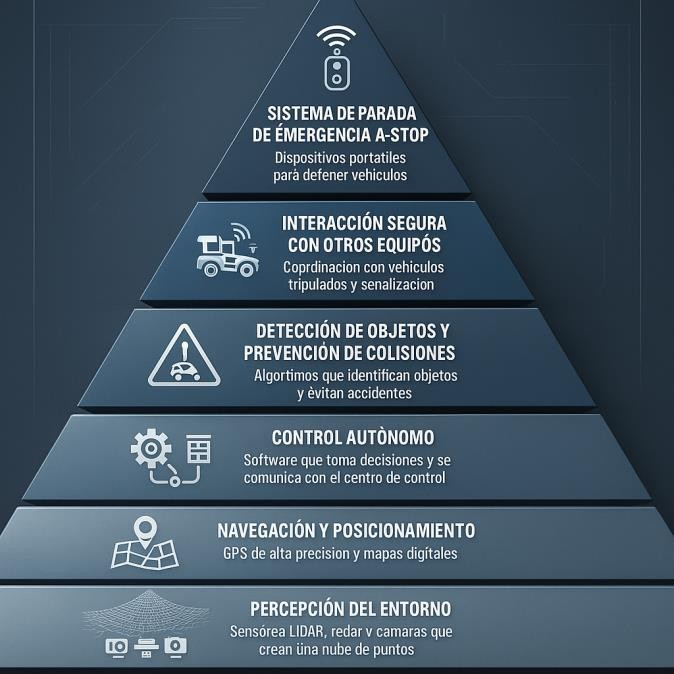 SISTEMA DE PARADA
DE ÉMERGENCIA A-STOP
Dispositivos portatiles
pará defener vehiculos
INTERACCIÓN SEGURA
CON OTROS EQUIPÓS
Coprdinacion con vehiculos
tripulados y senalizacion
DETECCIÓN DE OBJETOS Y
PREVENCIÓN DE COLISIONES
Algortimos que identifican objetos
y èvitan accidentes
CONTROL AUTÒNOMO
Software que toma decisiones y se
comunica con el centro de control
NAVEGACIÓN Y POSICIONAMIENTO
GPS de alta precision y mapas digítales
PERCEPCIÓN DEL ENTORNO
Sensórea LIDAR, redar v camaras que
crean üna nube de puntos